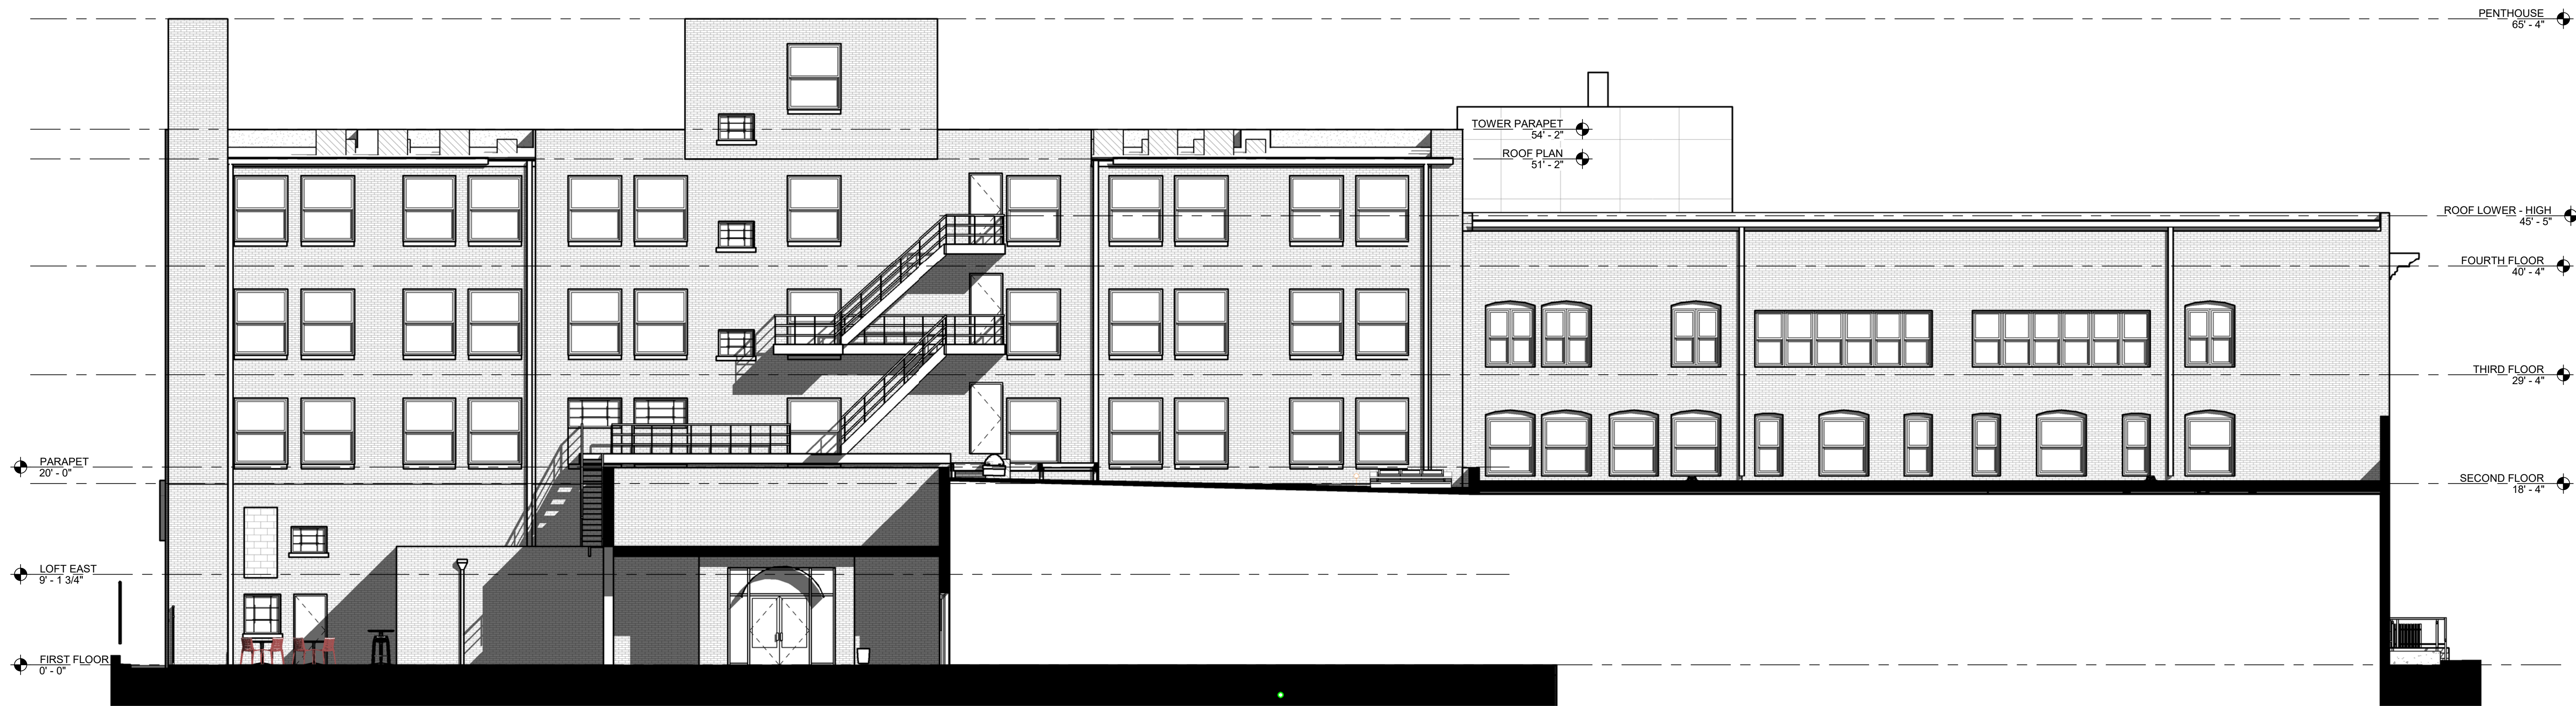 PENTHOUSE
65' - 4"
TOWER PARAPET
54' - 2"
ROOF PLAN
51' - 2"
ROOF LOWER - HIGH
45' - 5"
FOURTH FLOOR
40' - 4"
THIRD FLOOR
29' - 4"
PARAPET
20' - 0"
SECOND FLOOR
18' - 4"
LOFT EAST
9' - 1 3/4"
FIRST FLOOR
0' - 0"